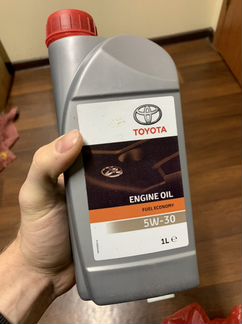 TOYOTA
ENGINE OIL
FUEL ECONOMY
5W-30
1L e